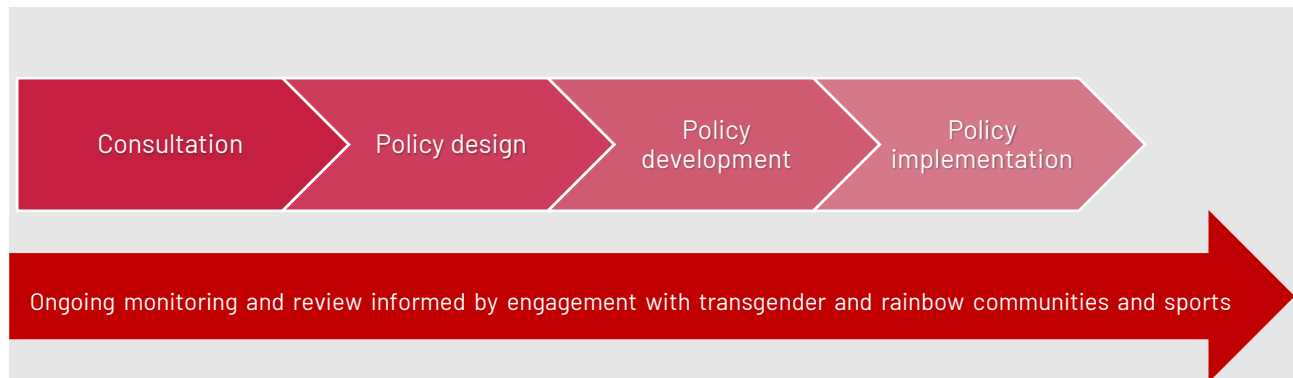 Consultation
Policy design
Policy
development
Policy
implementation
Ongoing monitoring and review informed by engagement with transgender and rainbow communities and sports